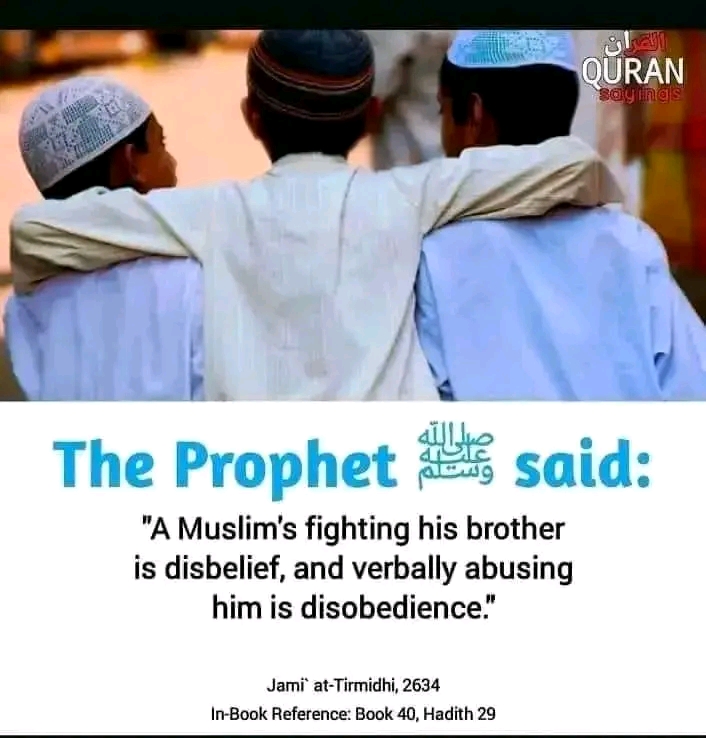 القرآن
QURAN
sayings
The Prophet ﷺ said:
"A Muslim's fighting his brother
is disbelief, and verbally abusing
him is disobedience."
Jami` at-Tirmidhi, 2634
In-Book Reference: Book 40, Hadith 29